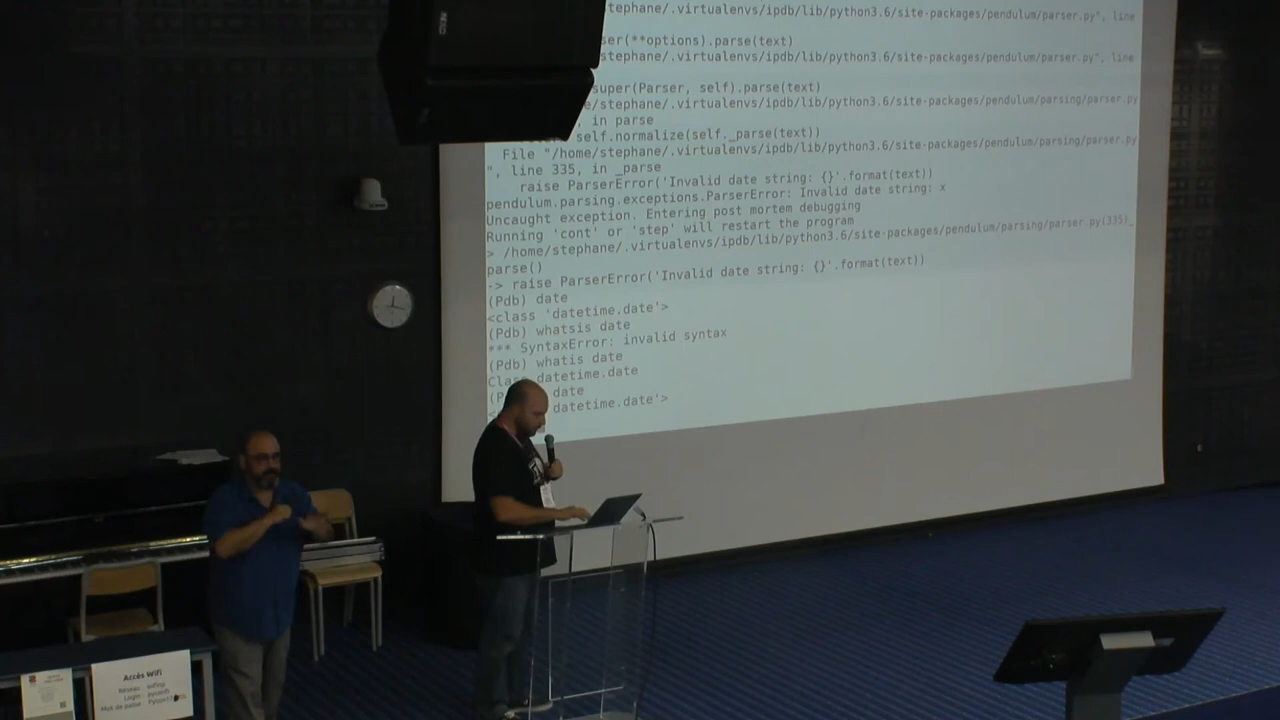 tephane/.virtualenvs/ipdb/lib/python3.6/site-packages/pendulum/parser.py", line
ser(**options).parse(text)
stephane/.virtualenvs/ipdb/lib/python3.6/site-packages/pendulum/parser.py", line
super(Parser, self).parse(text)
e/stephane/.virtualenvs/ipdb/lib/python3.6/site-packages/pendulum/parsing/parser.py
, in parse
self.normalize(self._parse(text))
File "/home/stephane/.virtualenvs/ipdb/lib/python3.6/site-packages/pendulum/parsing/parser.py
", line 335, in _parse
raise ParserError('Invalid date string: {}'.format(text))
pendulum.parsing.exceptions.ParserError: Invalid date string: x
Uncaught exception. Entering post mortem debugging
Running 'cont' or 'step' will restart the program
> /home/stephane/.virtualenvs/ipdb/lib/python3.6/site-packages/pendulum/parsing/parser.py(335)_
parse()
-> raise ParserError('Invalid date string: {}'.format(text))
(Pdb) date
<class 'datetime.date'>
(Pdb) whatsis date
*** SyntaxError: invalid syntax
(Pdb) whatis date
Class datetime.date
(P date
< datetime.date'>
Accès Wifi
Réseau:
Login:
Mot de passe